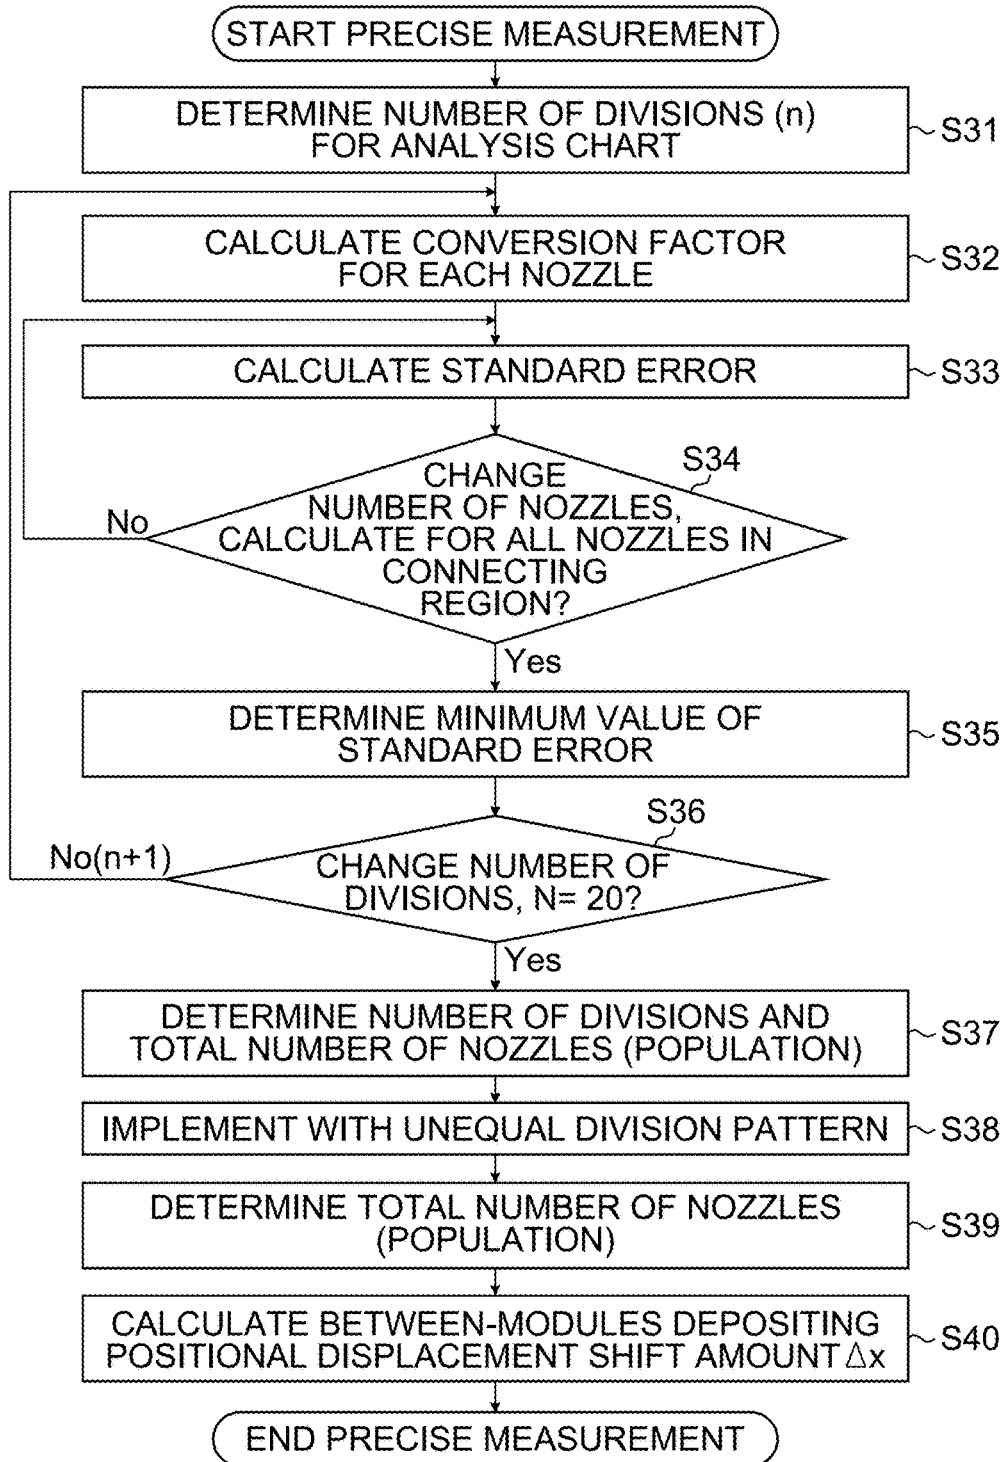 START PRECISE MEASUREMENT
DETERMINE NUMBER OF DIVISIONS (n)
FOR ANALYSIS CHART
S31
CALCULATE CONVERSION FACTOR
FOR EACH NOZZLE
S32
CALCULATE STANDARD ERROR
S33
S34
CHANGE
NUMBER OF NOZZLES,
CALCULATE FOR ALL NOZZLES IN
CONNECTING
REGION?
No
Yes
DETERMINE MINIMUM VALUE OF
STANDARD ERROR
S35
S36
CHANGE NUMBER OF
DIVISIONS, N= 20?
No(n+1)
Yes
DETERMINE NUMBER OF DIVISIONS AND
TOTAL NUMBER OF NOZZLES (POPULATION)
S37
IMPLEMENT WITH UNEQUAL DIVISION PATTERN
S38
DETERMINE TOTAL NUMBER OF NOZZLES
(POPULATION)
S39
CALCULATE BETWEEN-MODULES DEPOSITING
POSITIONAL DISPLACEMENT SHIFT AMOUNT Δx
S40
END PRECISE MEASUREMENT